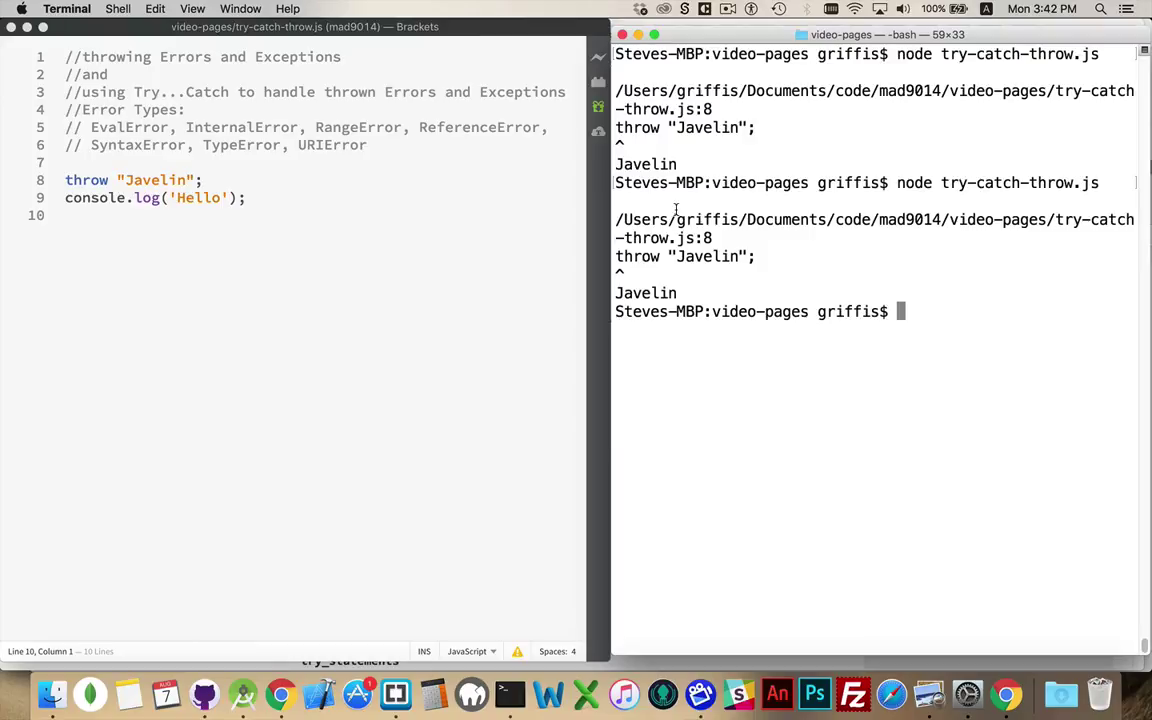 Terminal Shell Edit View Window Help
100% Mon 3:42 PM
video-pages/try-catch-throw.js (mad9014) — Brackets
1 //throwing Errors and Exceptions
2 //and
3 //using Try...Catch to handle thrown Errors and Exceptions
4 //Error Types:
5 // EvalError, InternalError, RangeError, ReferenceError,
6 // SyntaxError, TypeError, URIError
7
8 throw "Javelin";
9 console.log('Hello');
10
Line 10, Column 1 — 10 Lines
INS JavaScript Spaces: 4
try_statements
video-pages — -bash — 59×33
Steves-MBP:video-pages griffis$ node try-catch-throw.js
/Users/griffis/Documents/code/mad9014/video-pages/try-catch
-throw.js:8
throw "Javelin";
^
Javelin
Steves-MBP:video-pages griffis$ node try-catch-throw.js
/Users/griffis/Documents/code/mad9014/video-pages/try-catch
-throw.js:8
throw "Javelin";
^
Javelin
Steves-MBP:video-pages griffis$
7
1
An
Ps
Fz